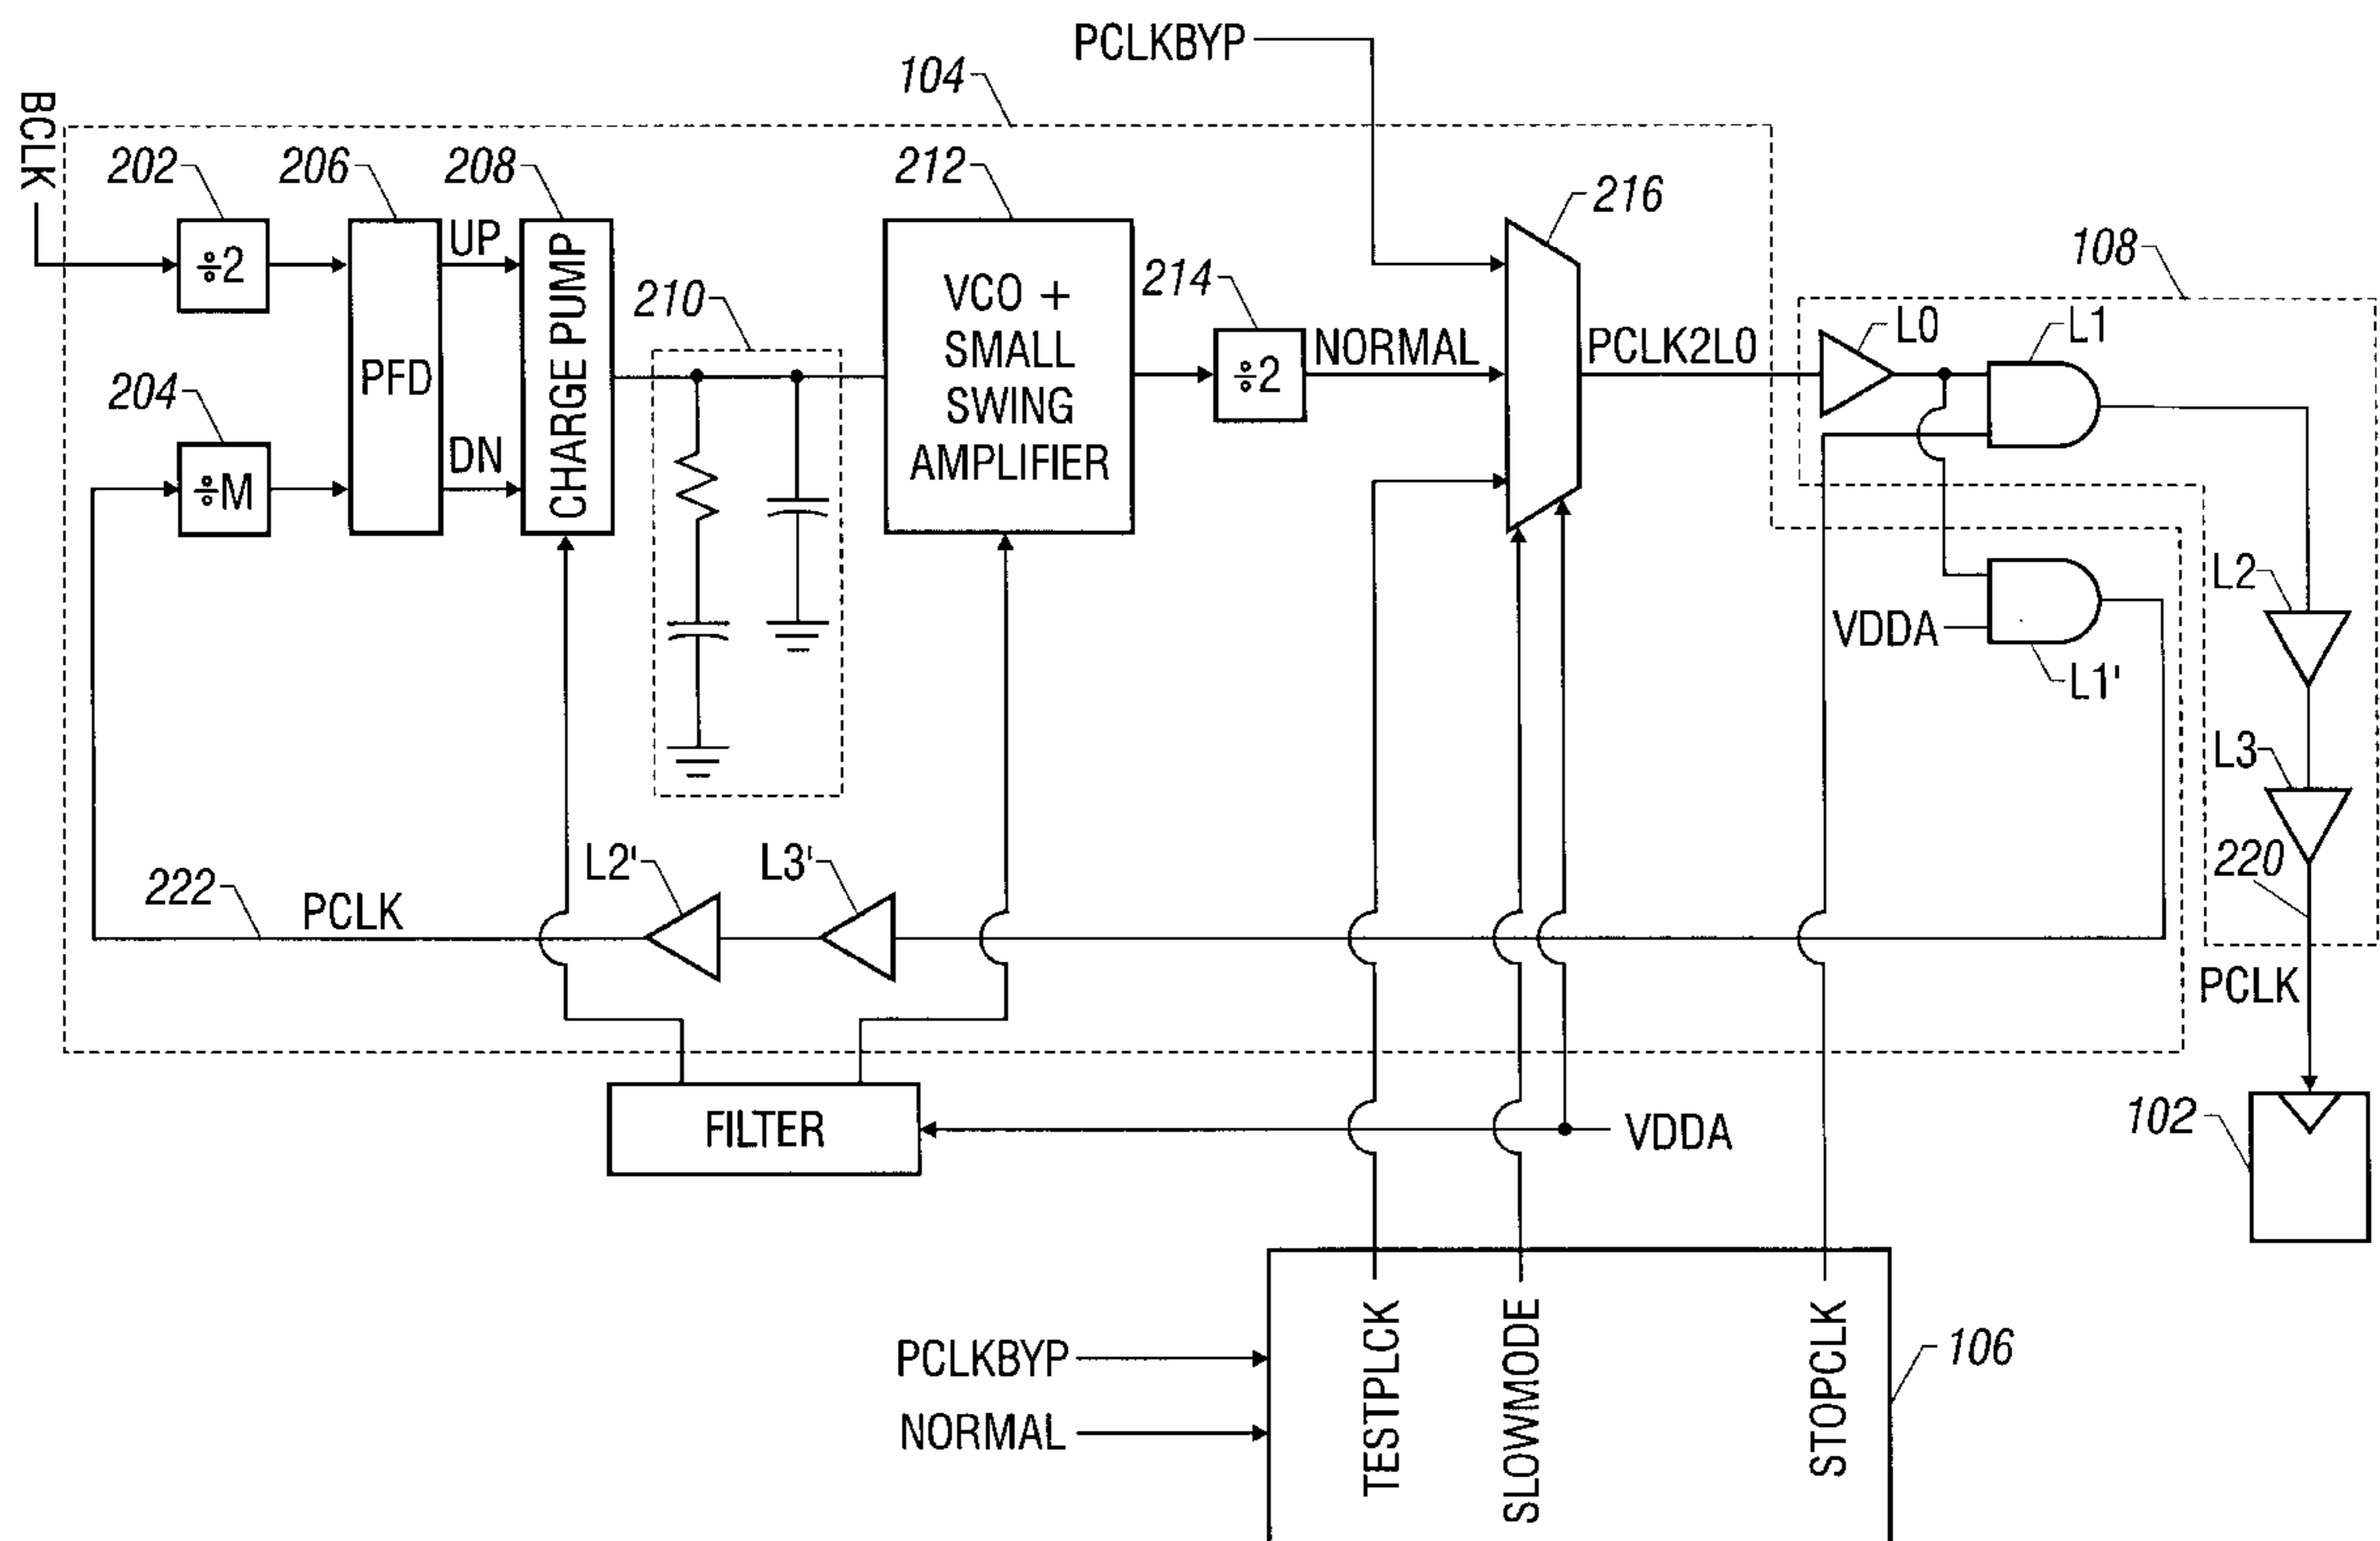 PCLKBYP
104
BCLK
202
206
208
212
216
108
÷2
UP
CHARGE PUMP
210
VCO +
SMALL
SWING
AMPLIFIER
214
÷2
NORMAL
PCLK2L0
L0
L1
PFD
204
÷M
DN
L2
VDDA
L1'
L3
220
222
PCLK
L2'
L3'
PCLK
FILTER
VDDA
102
PCLKBYP
NORMAL
TESTPLCK
SLOWMODE
STOPCLK
106